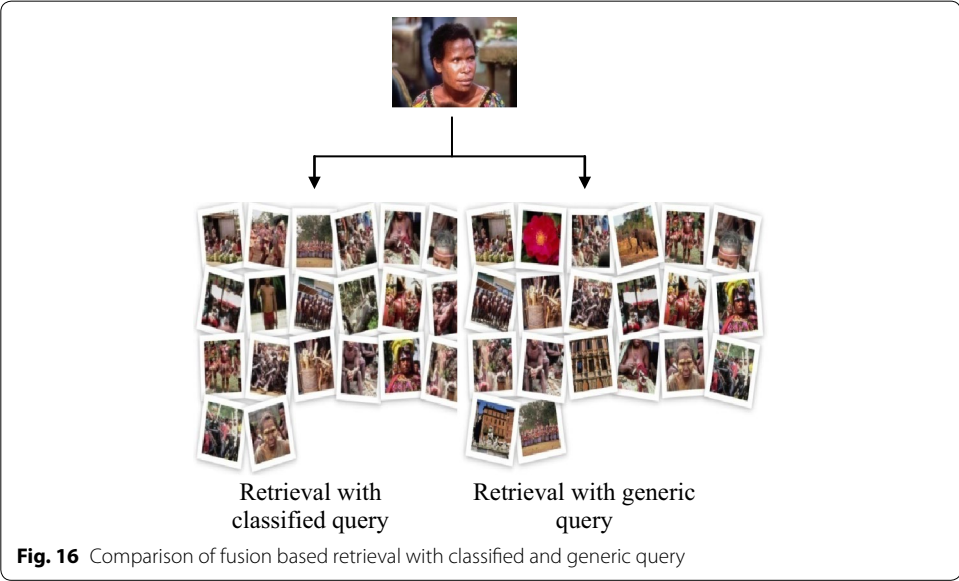 Retrieval with
classified query
Retrieval with generic
query
Fig. 16 Comparison of fusion based retrieval with classified and generic query